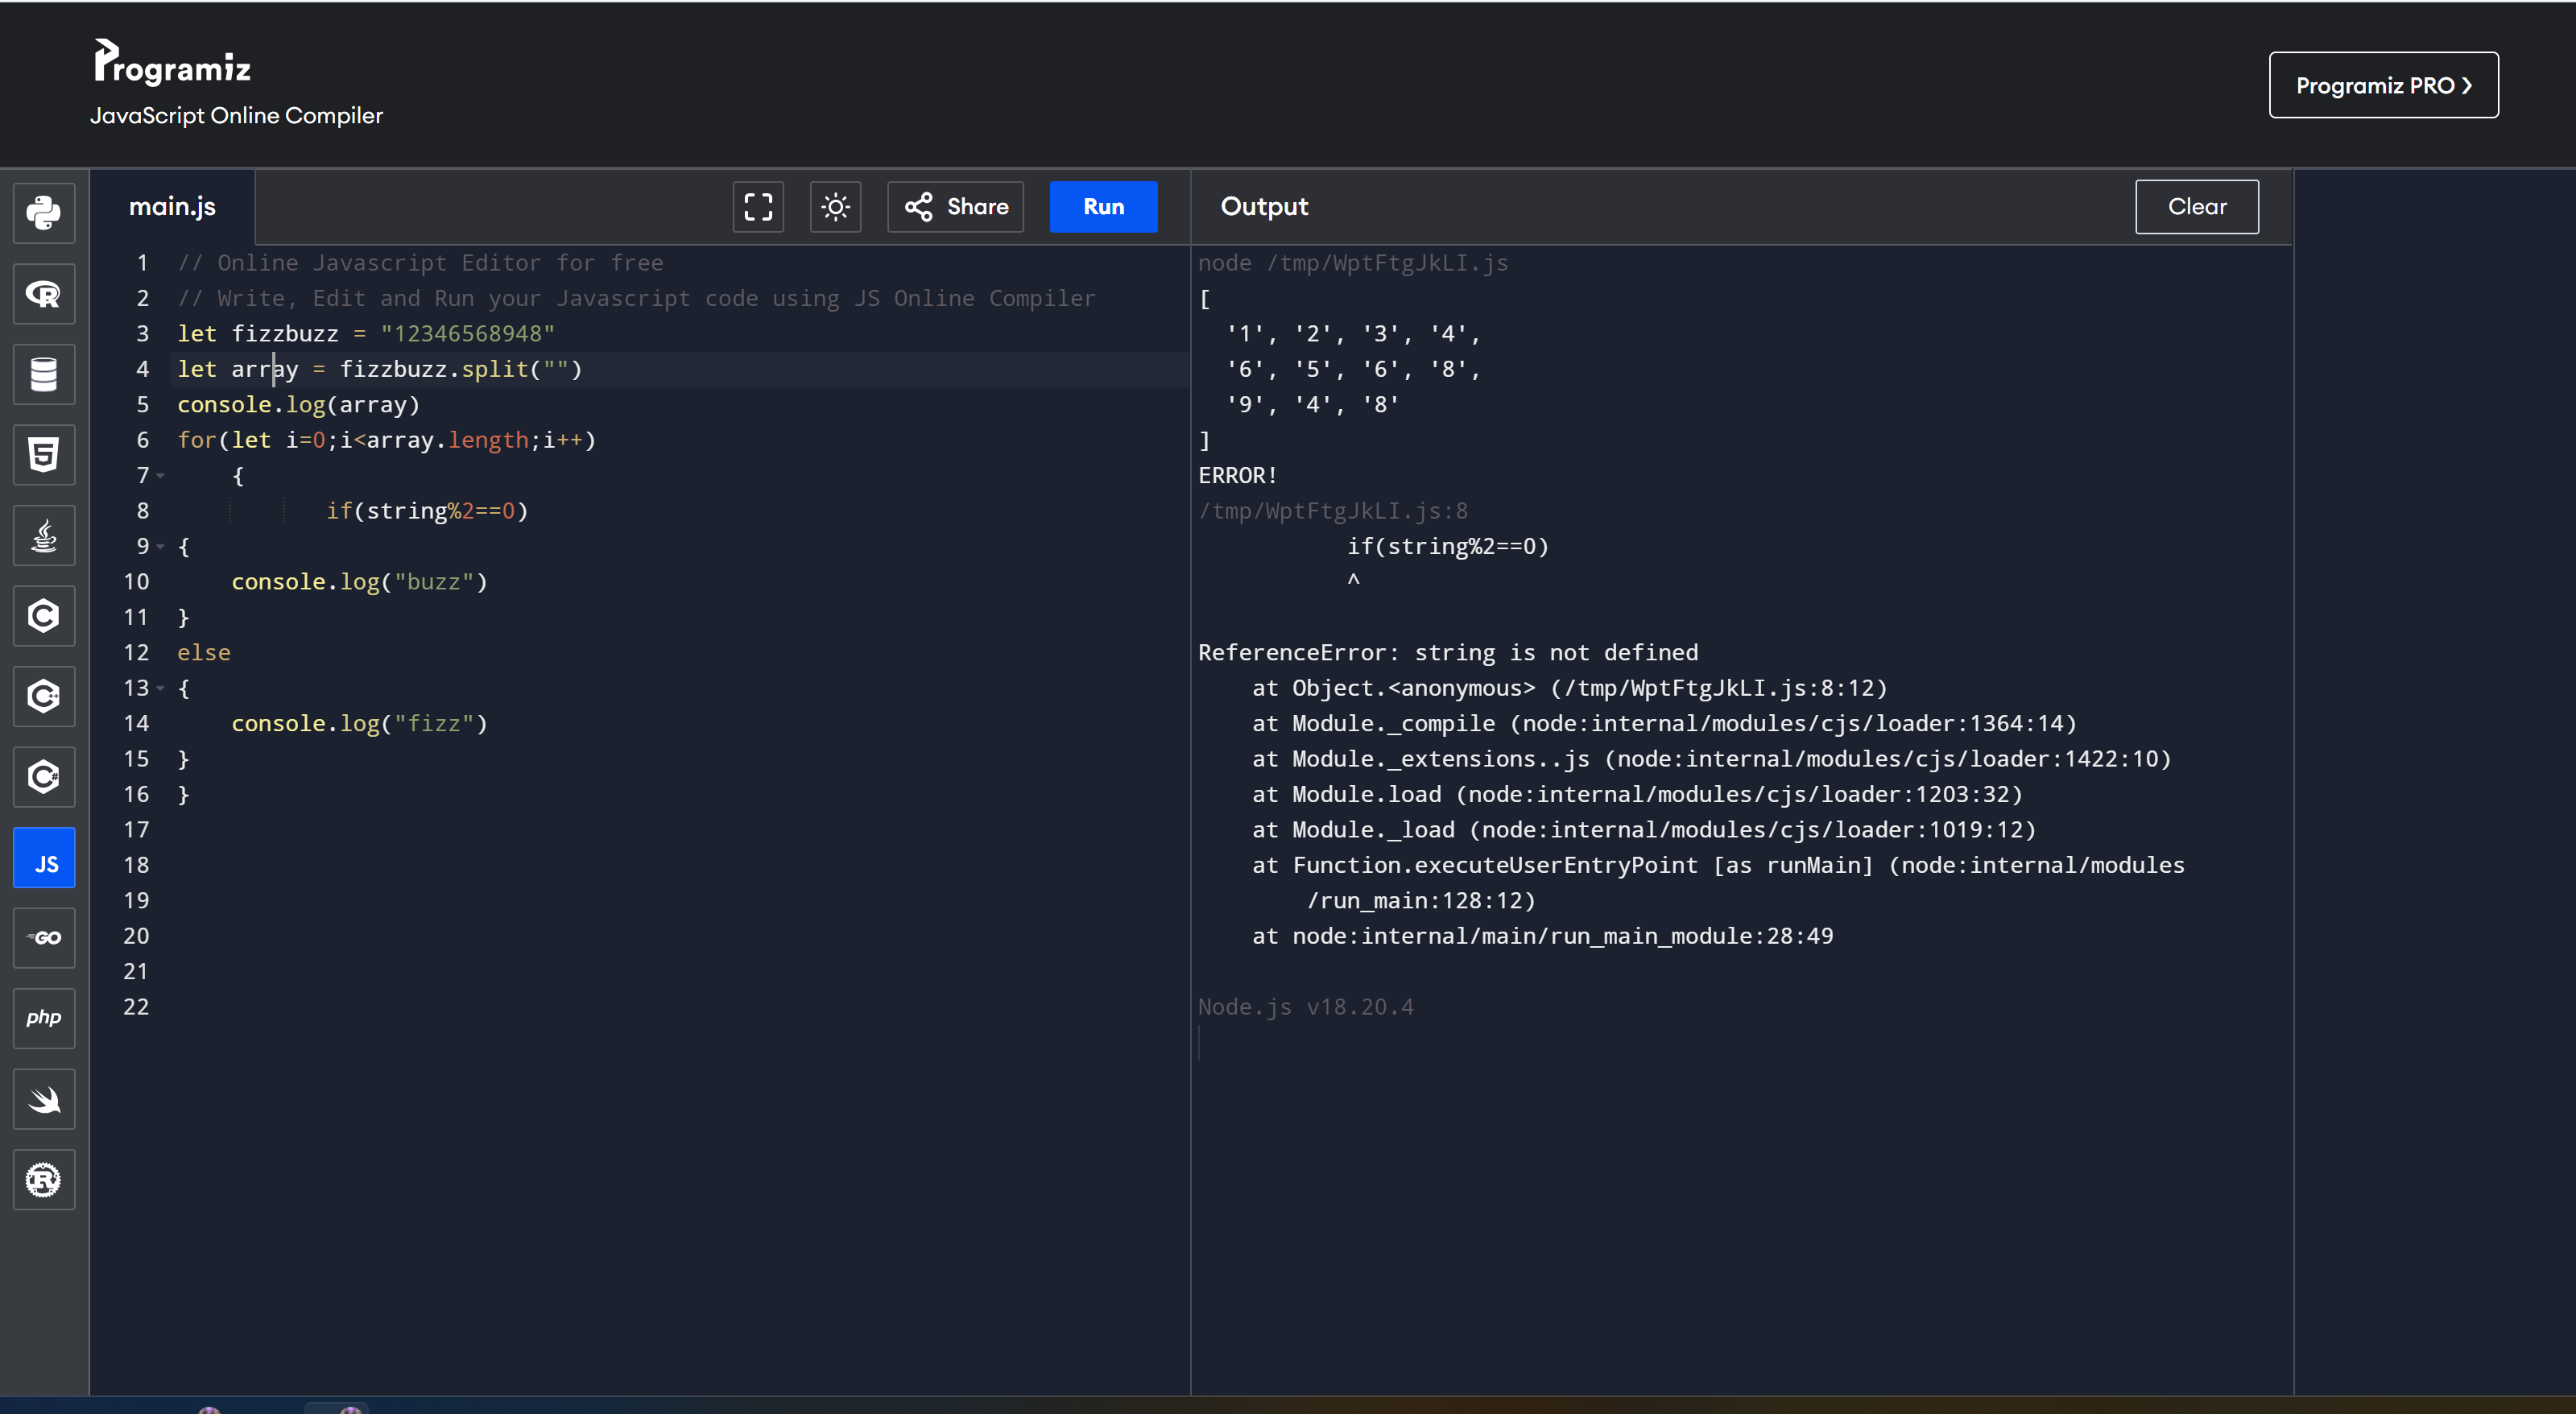 Programiz
JavaScript Online Compiler
Programiz PRO ❯
main.js
Share
Run
Output
Clear
1 // Online Javascript Editor for free
2 // Write, Edit and Run your Javascript code using JS Online Compiler
3 let fizzbuzz = "12346568948"
4 let array = fizzbuzz.split("")
5 console.log(array)
6 for(let i=0;i<array.length;i++)
7     {
8            if(string%2==0)
9 {
10     console.log("buzz")
11 }
12 else
13 {
14     console.log("fizz")
15 }
16 }
17
18
19
20
21
22
node /tmp/WptFtgJkLI.js
[
  '1', '2', '3', '4',
  '6', '5', '6', '8',
  '9', '4', '8'
]
ERROR!
/tmp/WptFtgJkLI.js:8
           if(string%2==0)
           ^
ReferenceError: string is not defined
    at Object.<anonymous> (/tmp/WptFtgJkLI.js:8:12)
    at Module._compile (node:internal/modules/cjs/loader:1364:14)
    at Module._extensions..js (node:internal/modules/cjs/loader:1422:10)
    at Module.load (node:internal/modules/cjs/loader:1203:32)
    at Module._load (node:internal/modules/cjs/loader:1019:12)
    at Function.executeUserEntryPoint [as runMain] (node:internal/modules
        /run_main:128:12)
    at node:internal/main/run_main_module:28:49
Node.js v18.20.4
R
5
C
C++
C#
JS
GO
php
R